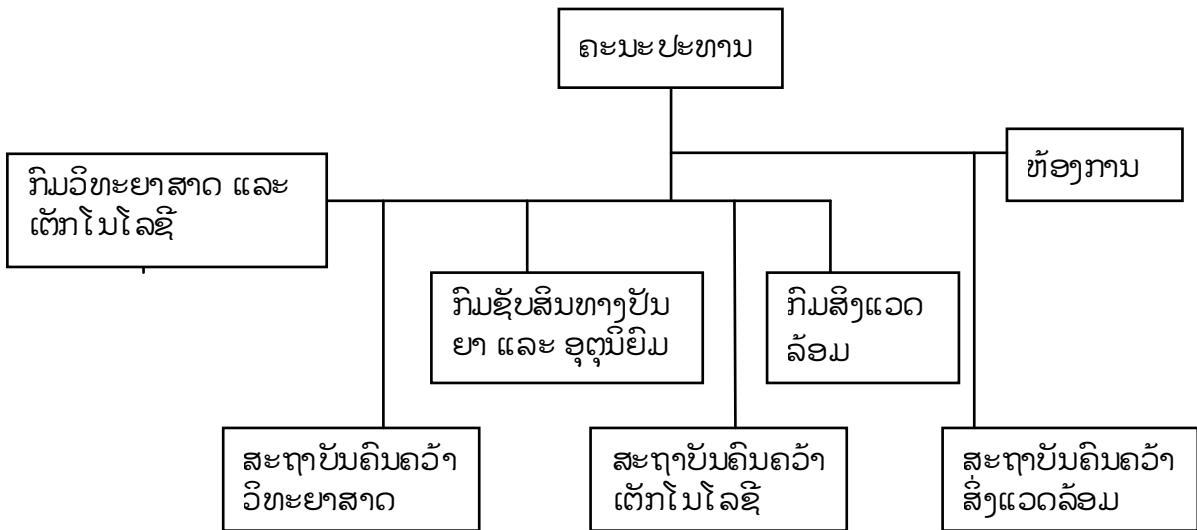 ຄະນະປະທານ
ຫ້ອງການ
ກົມວິທະຍາສາດ ແລະ
ເຕັກໂນໂລຊີ
ກົມຊັບສິນທາງປັນ
ຍາ ແລະ ອຸຕຸນິຍົມ
ກົມສິ່ງແວດ
ລ້ອມ
ສະຖາບັນຄົນຄວ້າ
ວິທະຍາສາດ
ສະຖາບັນຄົນຄວ້າ
ເຕັກໂນໂລຊີ
ສະຖາບັນຄົນຄວ້າ
ສິ່ງແວດລ້ອມ